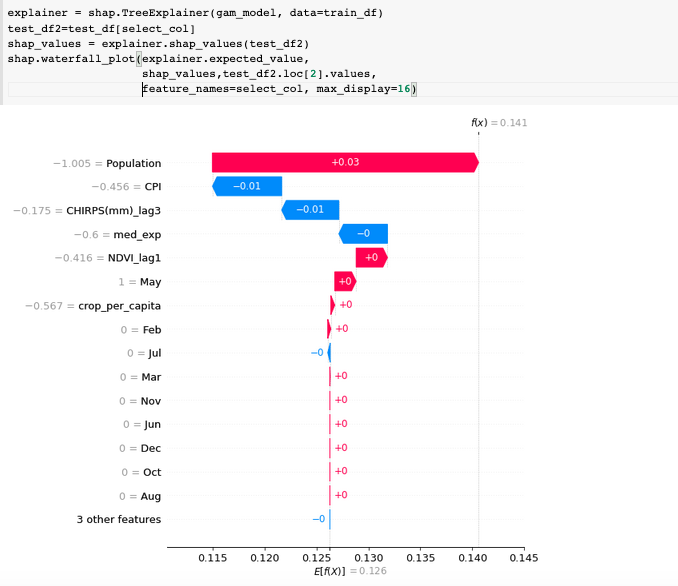 explainer = shap.TreeExplainer(gam_model, data=train_df)
test_df2=test_df[select_col]
shap_values = explainer.shap_values(test_df2)
shap.waterfall_plot(explainer.expected_value,
shap_values,test_df2.loc[2].values,
feature_names=select_col, max_display=16)
f(x) = 0.141
−1.005 = Population +0.03
−0.456 = CPI −0.01
−0.175 = CHIRPS(mm)_lag3 −0.01
−0.6 = med_exp −0
−0.416 = NDVI_lag1 +0
1 = May +0
−0.567 = crop_per_capita +0
0 = Feb +0
0 = Jul −0
0 = Mar +0
0 = Nov +0
0 = Jun +0
0 = Dec +0
0 = Oct +0
0 = Aug +0
3 other features −0
0.115 0.120 0.125 0.130 0.135 0.140 0.145
E[f(X)] = 0.126